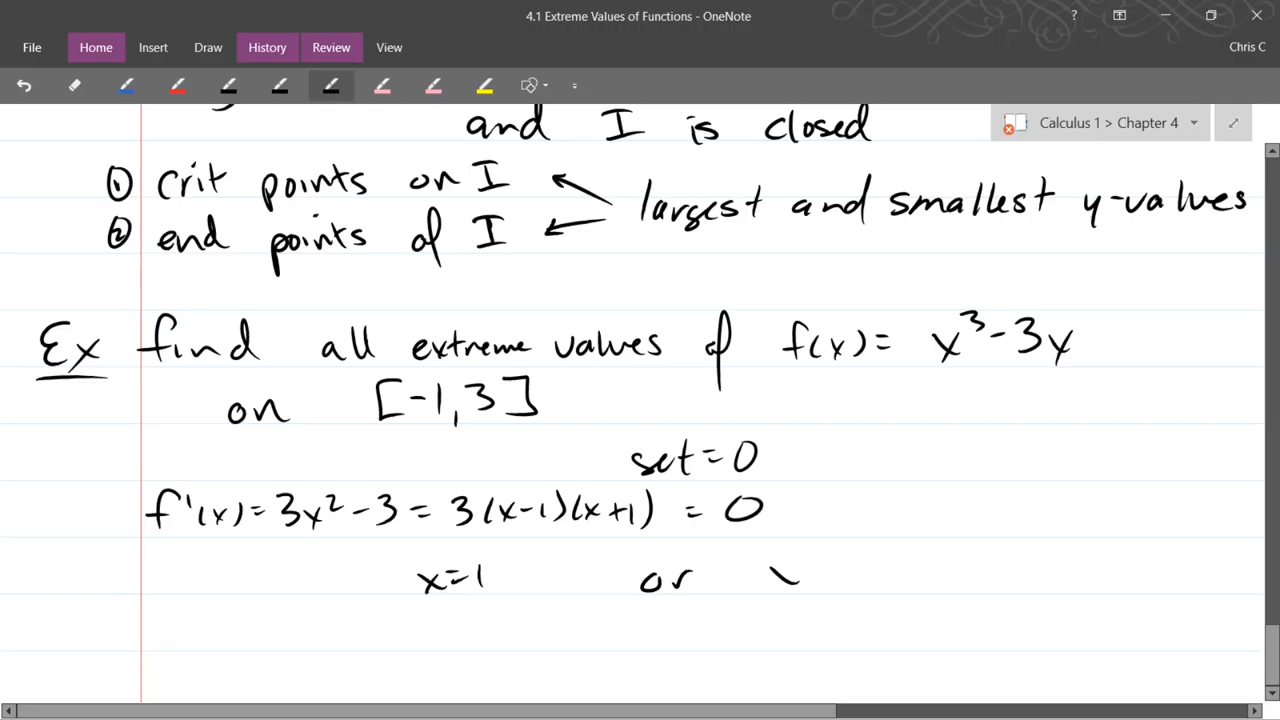 4.1 Extreme Values of Functions - OneNote
?
File Home Insert Draw History Review View
Chris C
Calculus 1 > Chapter 4
and I is closed
① crit points on I
② end points of I
largest and smallest y-values
Ex find all extreme values of f(x) = x³ - 3x
on [-1, 3]
set = 0
f'(x) = 3x² - 3 = 3(x-1)(x+1) = 0
x = 1 or